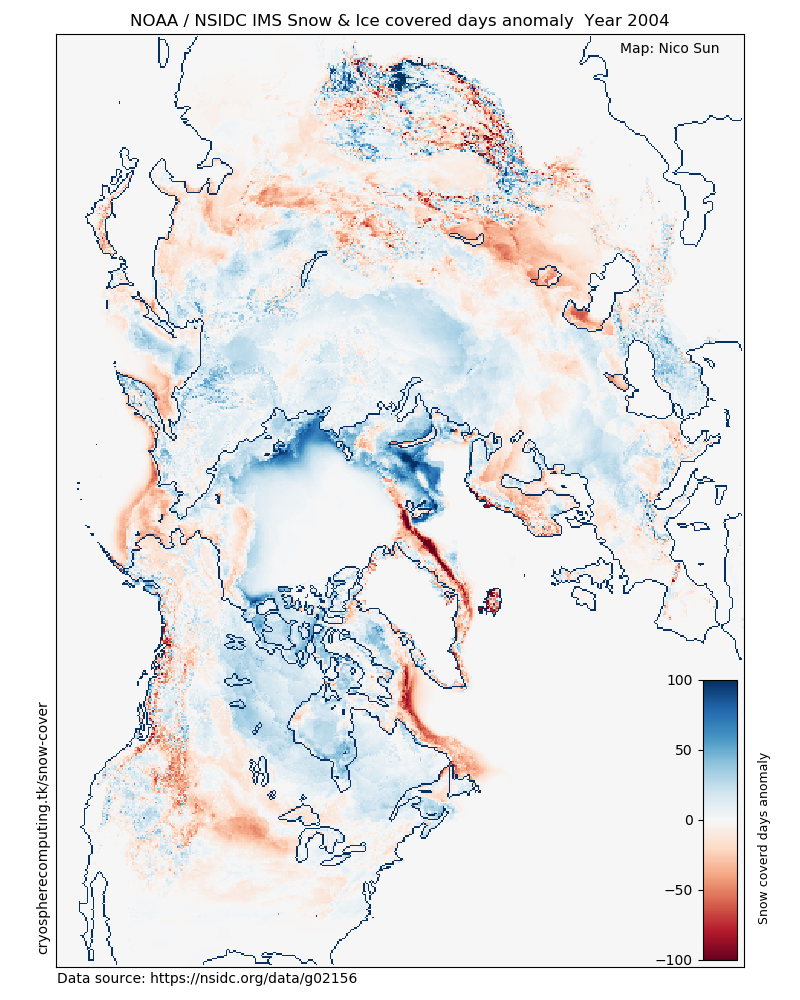 NOAA / NSIDC IMS Snow & Ice covered days anomaly  Year 2004
Map: Nico Sun
100
50
0
−50
−100
Snow coverd days anomaly
cryospherecomputing.tk/snow-cover
Data source: https://nsidc.org/data/g02156